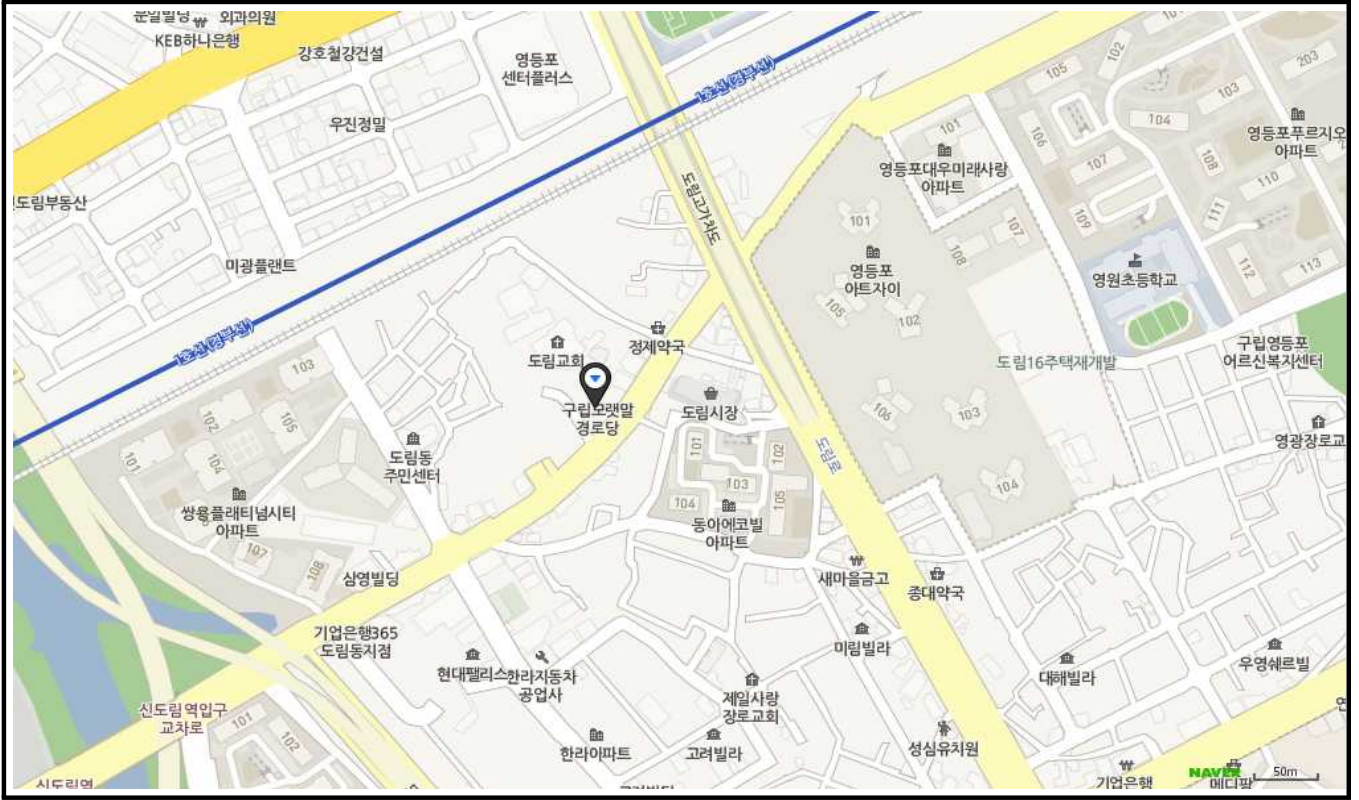 외과의원
KEB하나은행
강호철강건설
영등포
센터플러스
1호선(경부선)
우진정밀
도림고가차도
101
영등포대우미래사랑
아파트
105
102
103
203
104
106
107
108
110
109
111
112
113
영등포푸르지오
아파트
도림부동산
미광플랜트
101
영등포
아트자이
105
102
106
103
104
107
108
영원초등학교
구립영등포
어르신복지센터
도림16주택재개발
1호선(경부선)
정제약국
도림교회
구립모랫말
경로당
도림시장
도림로
영광장로교
103
102
105
101
104
쌍용플래티넘시티
아파트
107
108
도림동
주민센터
101
102
103
104
105
동아에코빌
아파트
삼영빌딩
새마을금고
종대약국
기업은행365
도림동지점
현대팰리스
한라자동차
공업사
미림빌라
대해빌라
우영쉐르빌
제일사랑
장로교회
신도림역입구
교차로
101
102
한라아파트
고려빌라
성심유치원
기업은행
NAVER
50m
메디팜
신도림역